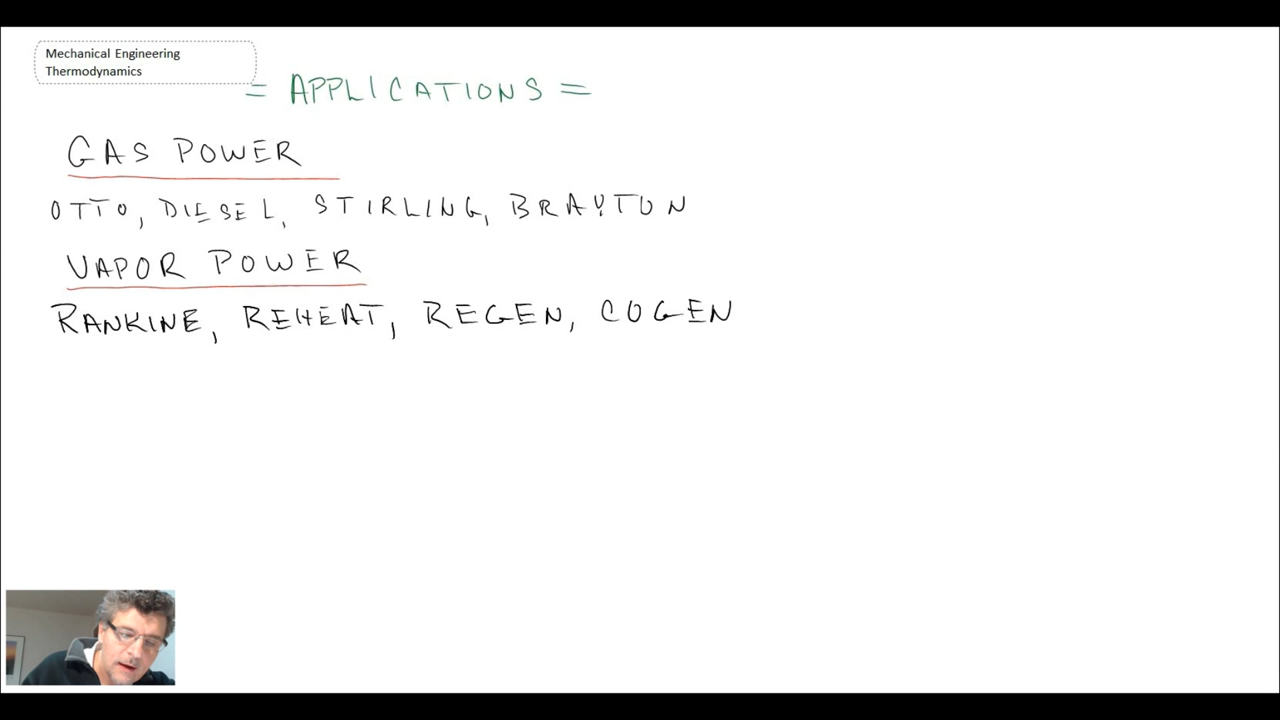 Mechanical Engineering
Thermodynamics
= APPLICATIONS =
GAS POWER
OTTO, DIESEL, STIRLING, BRAYTON
VAPOR POWER
RANKINE, REHEAT, REGEN, COGEN